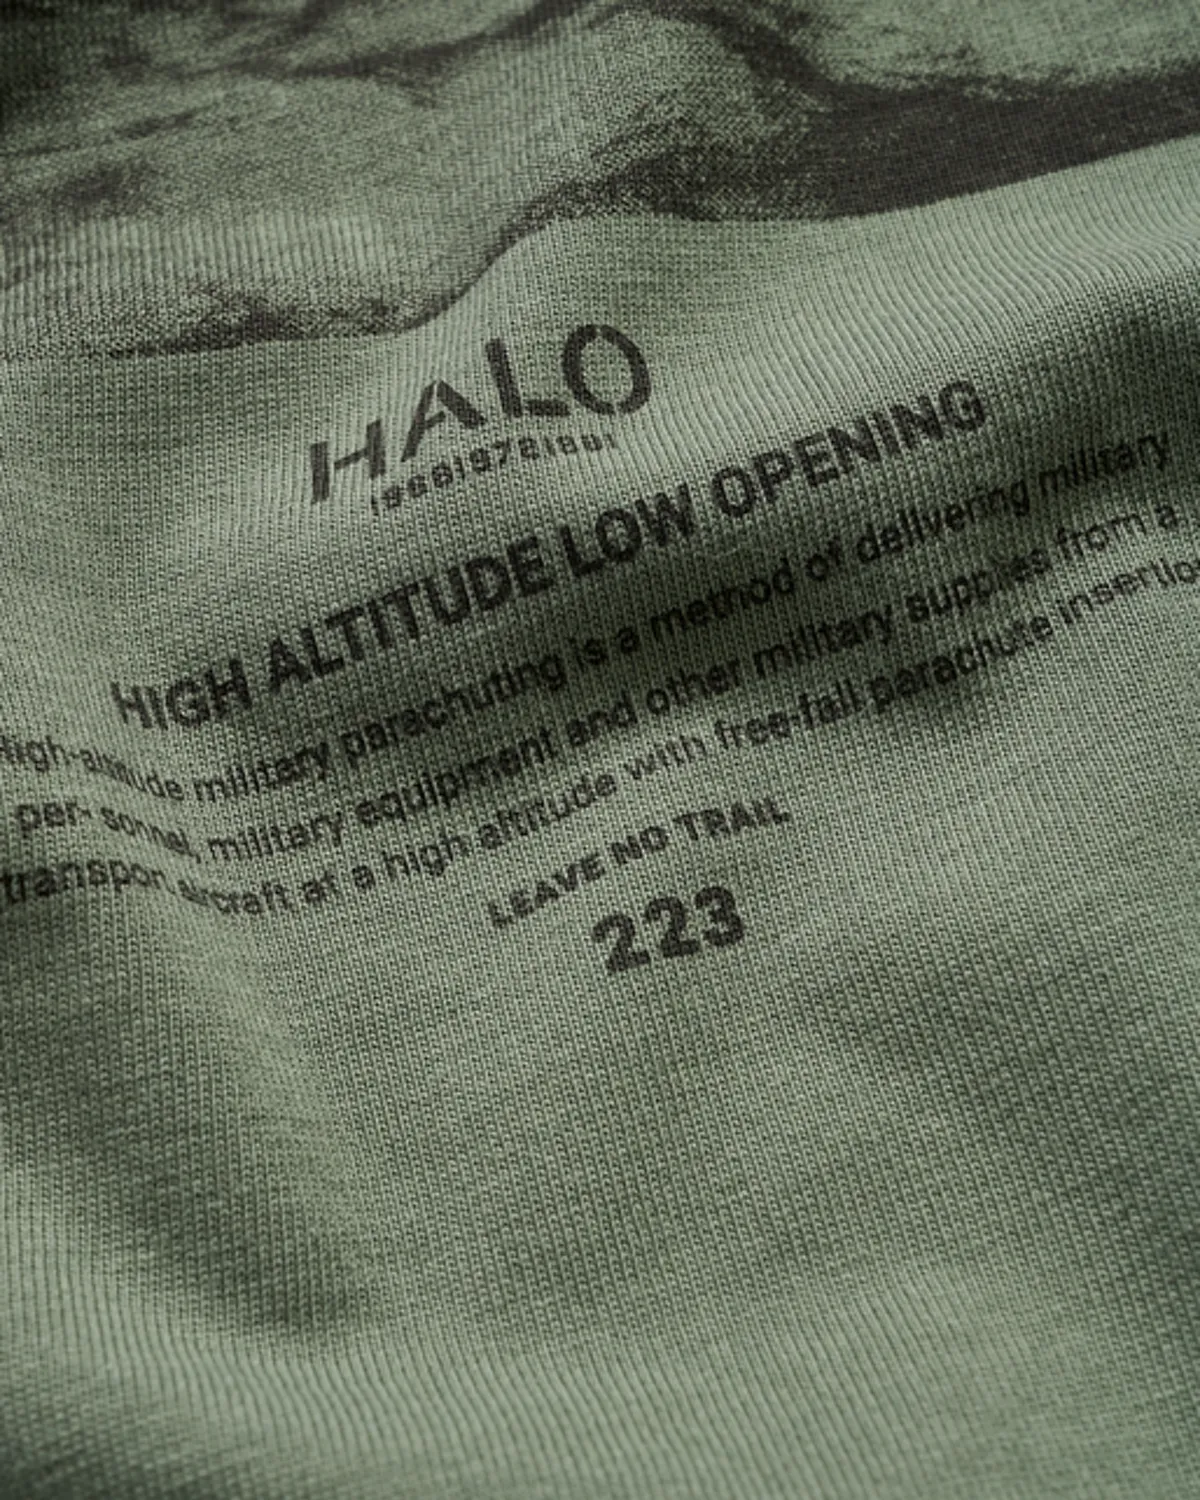 HALO
196819721981
HIGH ALTITUDE LOW OPENING
High-altitude military parachuting is a method of delivering military
per- sonnel, military equipment and other military supplies from a
transport aircraft at a high altitude with free-fall parachute insertion
LEAVE NO TRAIL
223